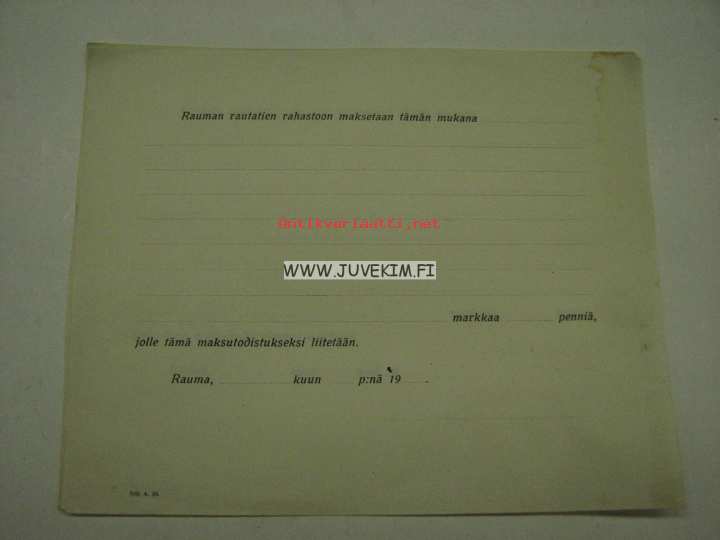 Rauman rautatien rahastoon maksetaan tämän mukana
Antikvariaatti.net
WWW.JUVEKIM.FI
markkaa penniä,
jolle tämä maksutodistukseksi liitetään.
Rauma, kuun p:nä 19 .